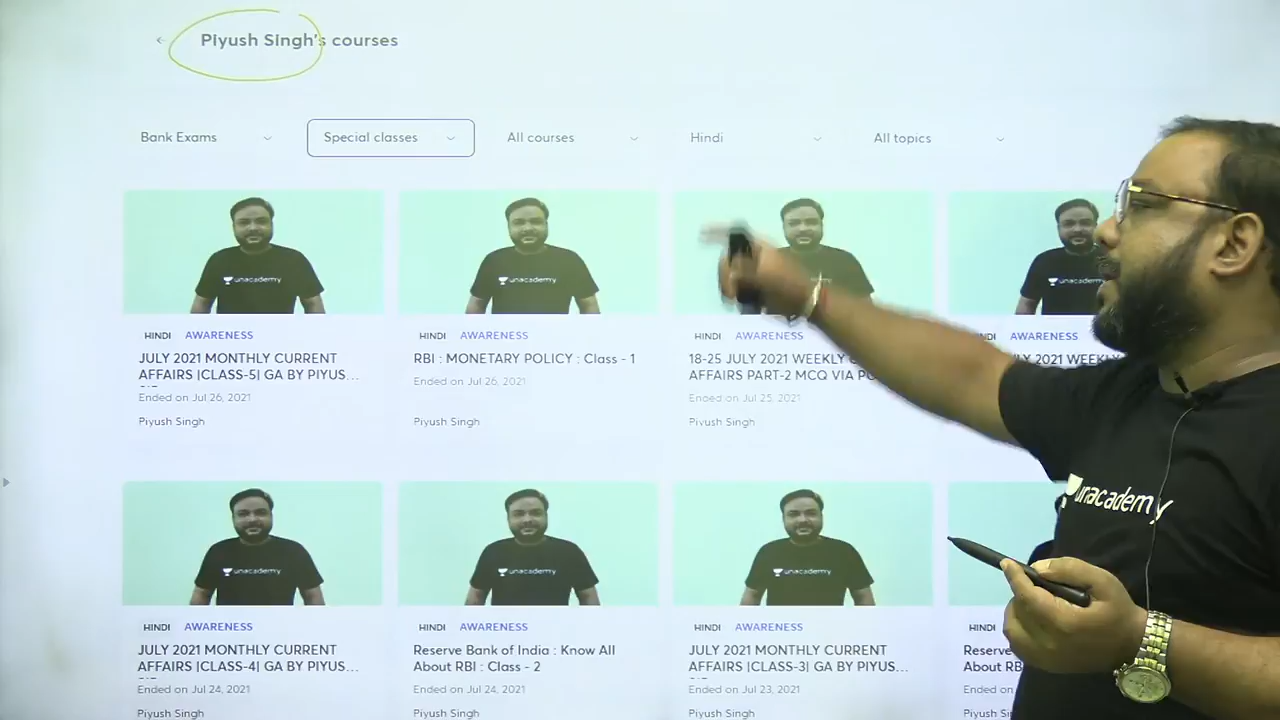 Piyush Singh's courses
Bank Exams
Special classes
All courses
Hindi
All topics
unacademy
unacademy
unacademy
HINDI AWARENESS
HINDI AWARENESS
AWARENESS
AWARENESS
JULY 2021 MONTHLY CURRENT
AFFAIRS |CLASS-5| GA BY PIYUS...
Ended on Jul 26, 2021
Piyush Singh
RBI : MONETARY POLICY : Class - 1
Ended on Jul 26, 2021
Piyush Singh
18-25 JULY 2021 WEEKLY
AFFAIRS PART-2 MCQ VIA
Ended on Jul 25, 2021
Piyush Singh
JULY 2021
unacademy
unacademy
unacademy
unacademy
HINDI AWARENESS
HINDI AWARENESS
HINDI AWARENESS
HINDI
JULY 2021 MONTHLY CURRENT
AFFAIRS |CLASS-4| GA BY PIYUS...
Ended on Jul 24, 2021
Piyush Singh
Reserve Bank of India : Know All
About RBI : Class - 2
Ended on Jul 24, 2021
Piyush Singh
JULY 2021 MONTHLY CURRENT
AFFAIRS |CLASS-3| GA BY PIYUS...
Ended on Jul 23, 2021
Piyush Singh
About
Ended on